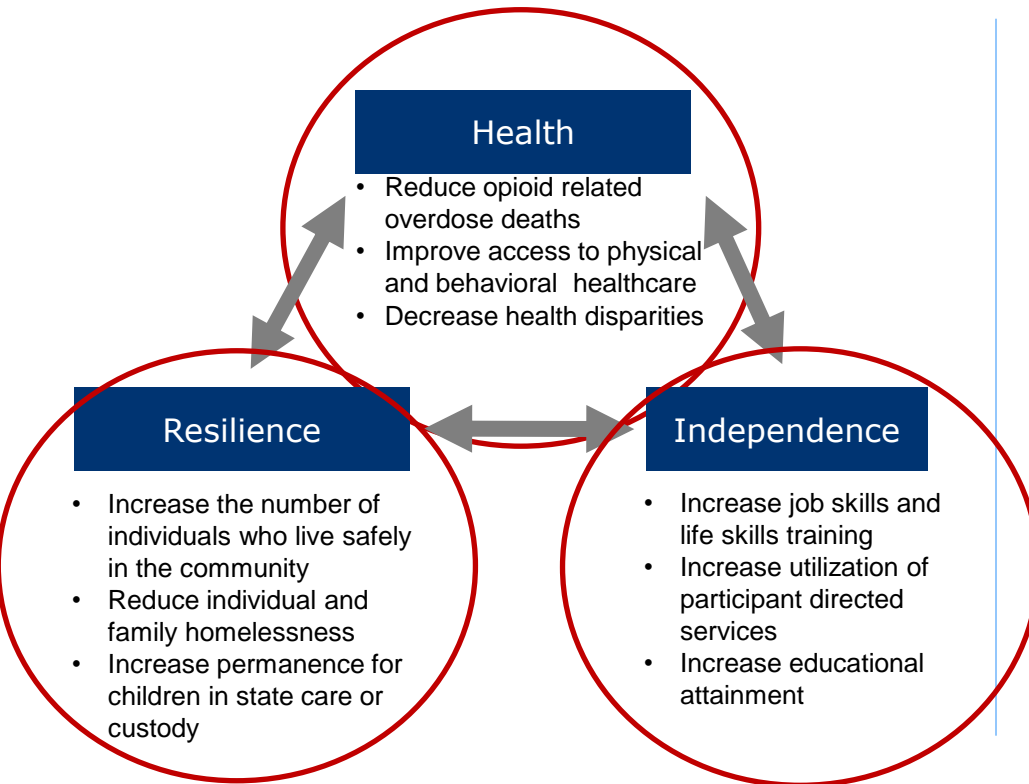 Health
• Reduce opioid related
overdose deaths
• Improve access to physical
and behavioral  healthcare
• Decrease health disparities
Resilience
• Increase the number of
individuals who live safely
in the community
• Reduce individual and
family homelessness
• Increase permanence for
children in state care or
custody
Independence
• Increase job skills and
life skills training
• Increase utilization of
participant directed
services
• Increase educational
attainment